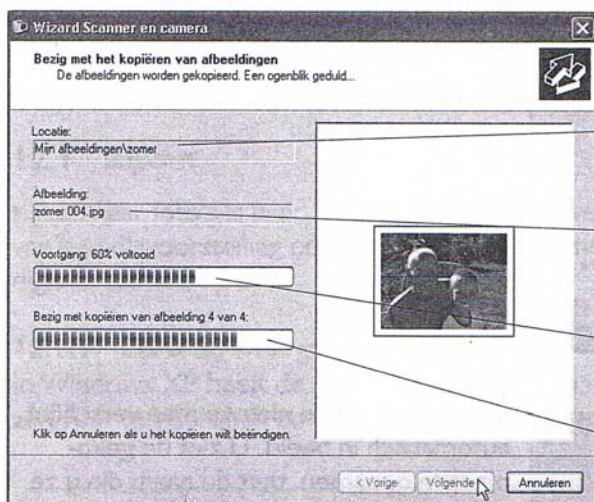 Wizard Scanner en camera
Bezig met het kopiëren van afbeeldingen
De afbeeldingen worden gekopieerd. Een ogenblik geduld...
Locatie:
Mijn afbeeldingen\zomer
Afbeelding:
zomer 004.jpg
Voortgang: 60% voltooid
Bezig met kopiëren van afbeelding 4 van 4:
Klik op Annuleren als u het kopiëren wilt beëindigen.
< Vorige
Volgende
Annuleren